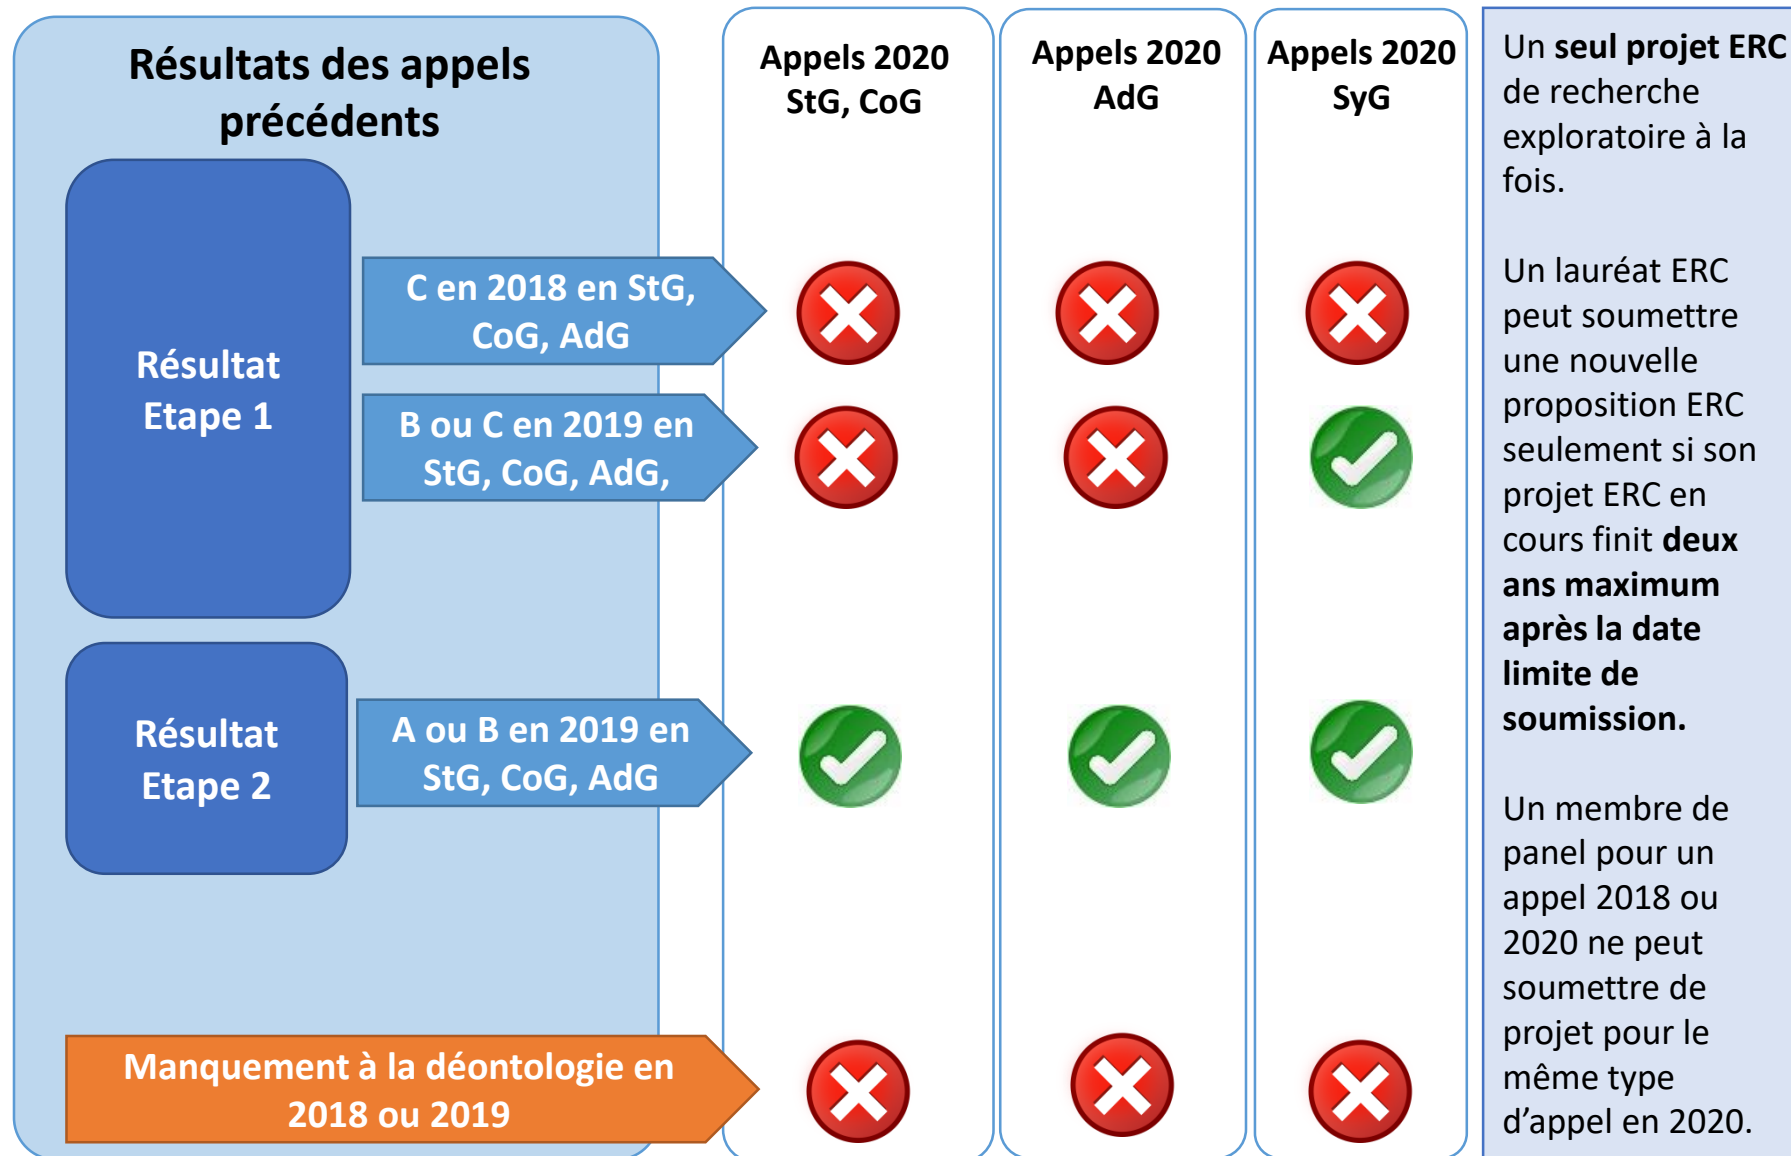 Résultats des appels
précédents
Appels 2020
StG, CoG
Appels 2020
AdG
Appels 2020
SyG
Résultat
Etape 1
C en 2018 en StG,
CoG, AdG
B ou C en 2019 en
StG, CoG, AdG,
Résultat
Etape 2
A ou B en 2019 en
StG, CoG, AdG
Manquement à la déontologie en
2018 ou 2019
Un seul projet ERC
de recherche
exploratoire à la
fois.
Un lauréat ERC
peut soumettre
une nouvelle
proposition ERC
seulement si son
projet ERC en
cours finit deux
ans maximum
après la date
limite de
soumission.
Un membre de
panel pour un
appel 2018 ou
2020 ne peut
soumettre de
projet pour le
même type
d’appel en 2020.